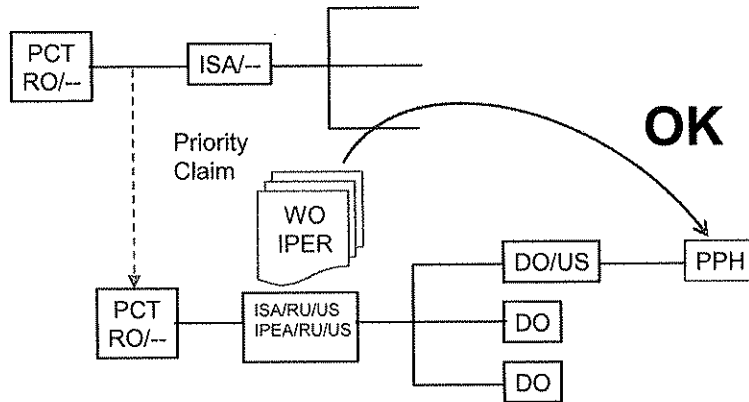 PCT
RO/--
ISA/--
OK
Priority
Claim
WO
IPER
DO/US
PPH
PCT
RO/--
ISA/RU/US
IPEA/RU/US
DO
DO